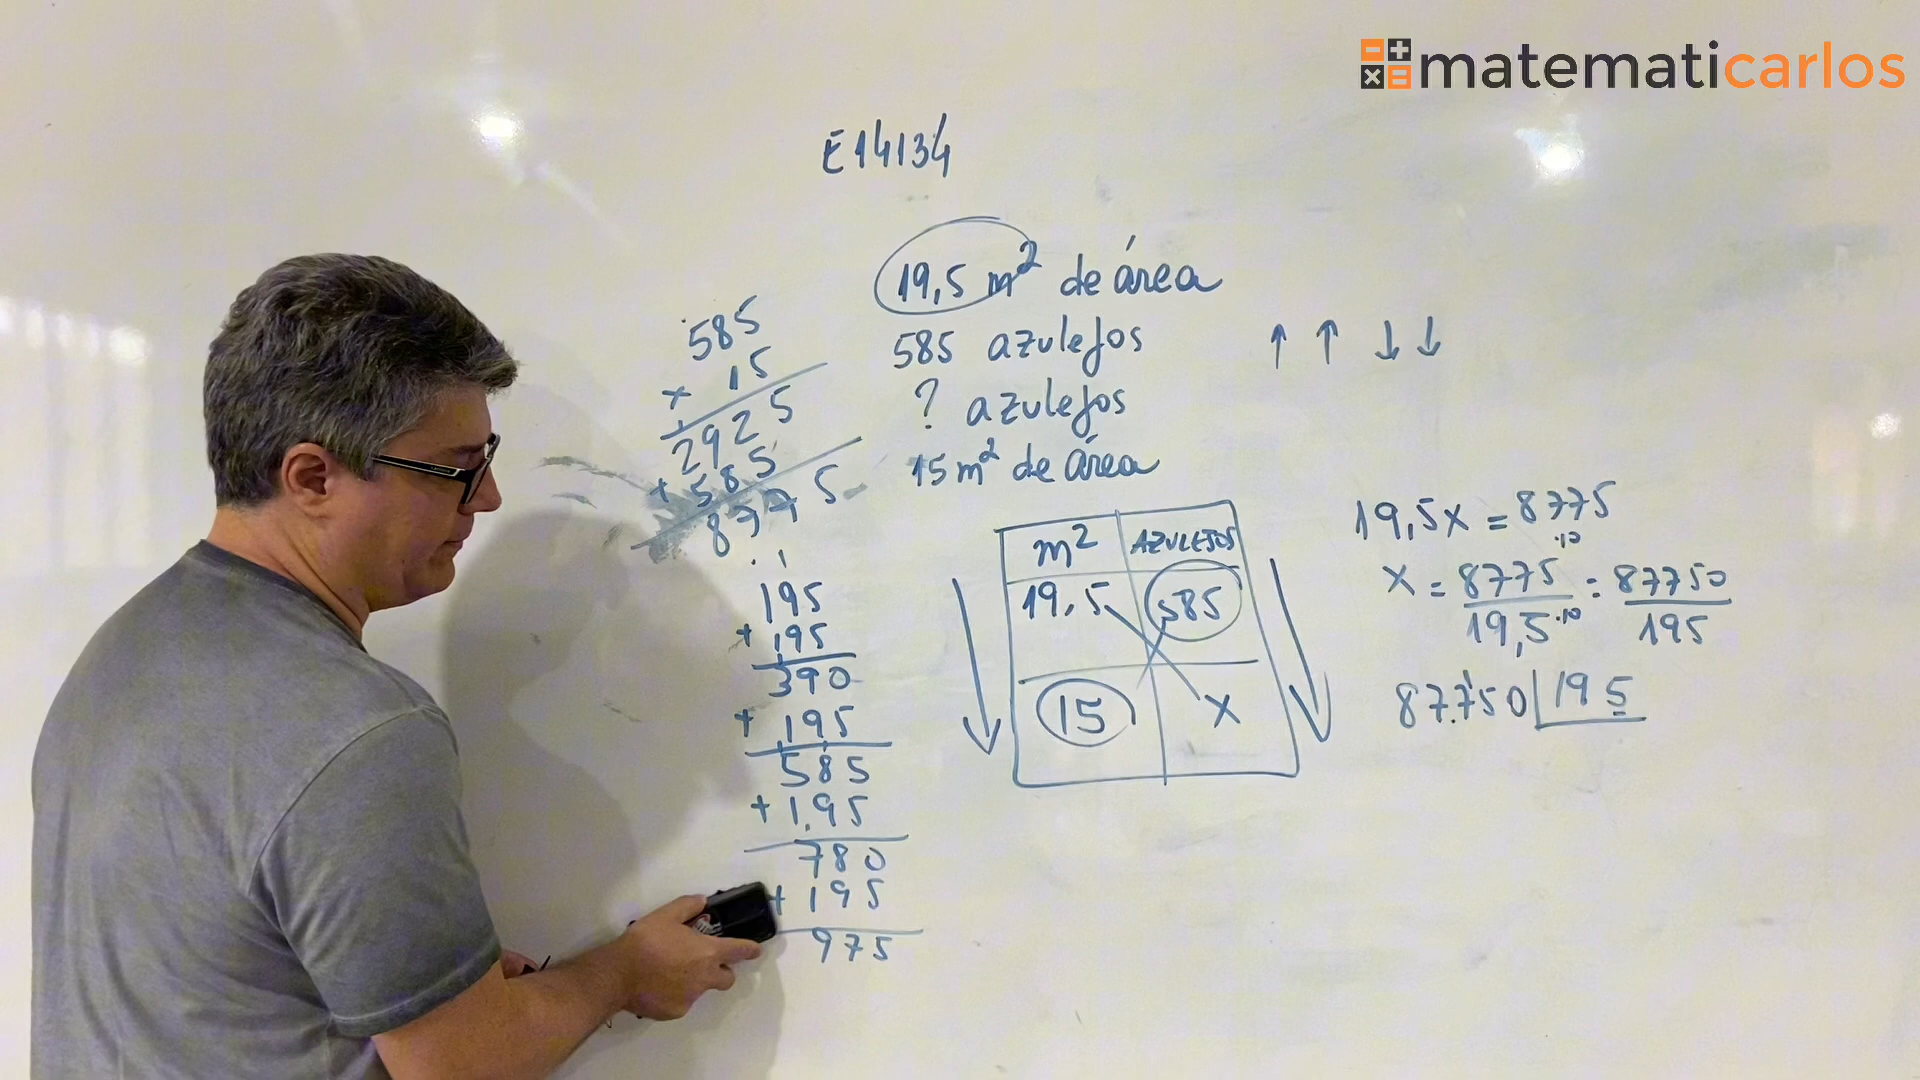 matematicarlos
E14134
19,5 m² de área
585 azulejos
? azulejos
15 m² de área
↑ ↑ ↓ ↓
585
× 15
2925
+ 585
8775
195
+ 195
390
+ 195
585
+ 195
780
+ 195
975
m² AZULEJOS
19,5 585
15 x
19,5x = 8775
x = 8775·10 / 19,5·10 = 87750 / 195
87.750 | 195